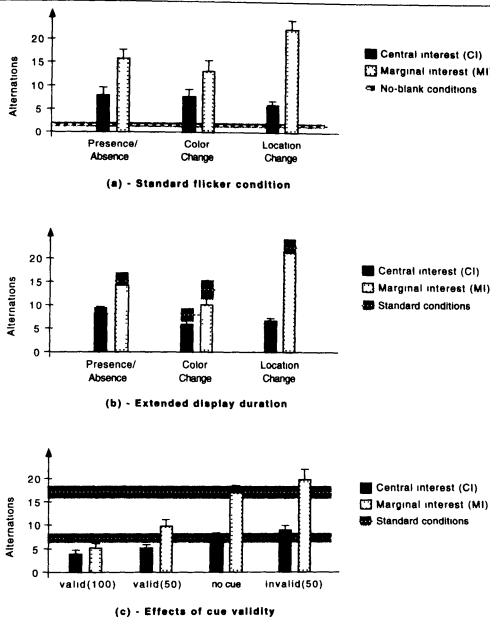 20
15
10
5
0
Alternations
Presence/
Absence
Color
Change
Location
Change
Central interest (CI)
Marginal interest (MI)
No-blank conditions
(a) - Standard flicker condition
20
15
10
5
0
Alternations
Presence/
Absence
Color
Change
Location
Change
Central interest (CI)
Marginal interest (MI)
Standard conditions
(b) - Extended display duration
20
15
10
5
0
Alternations
valid(100)
valid(50)
no cue
invalid(50)
Central interest (CI)
Marginal interest (MI)
Standard conditions
(c) - Effects of cue validity